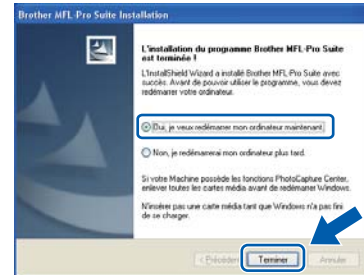 Brother MFL-Pro Suite Installation
L'installation du programme Brother MFL-Pro Suite
est terminée !
L'InstallShield Wizard a installé Brother MFL-Pro Suite avec
succès. Avant de pouvoir utiliser le programme, vous devez
redémarrer votre ordinateur.
Oui, je veux redémarrer mon ordinateur maintenant.
Non, je redémarrerai mon ordinateur plus tard.
Si votre Machine possède les fonctions PhotoCapture Center,
enlever toutes les cartes média avant de redémarrer Windows.
N'insérer pas une carte média tant que Windows n'a pas fini
de se charger.
< Précédent
Terminer
Annuler